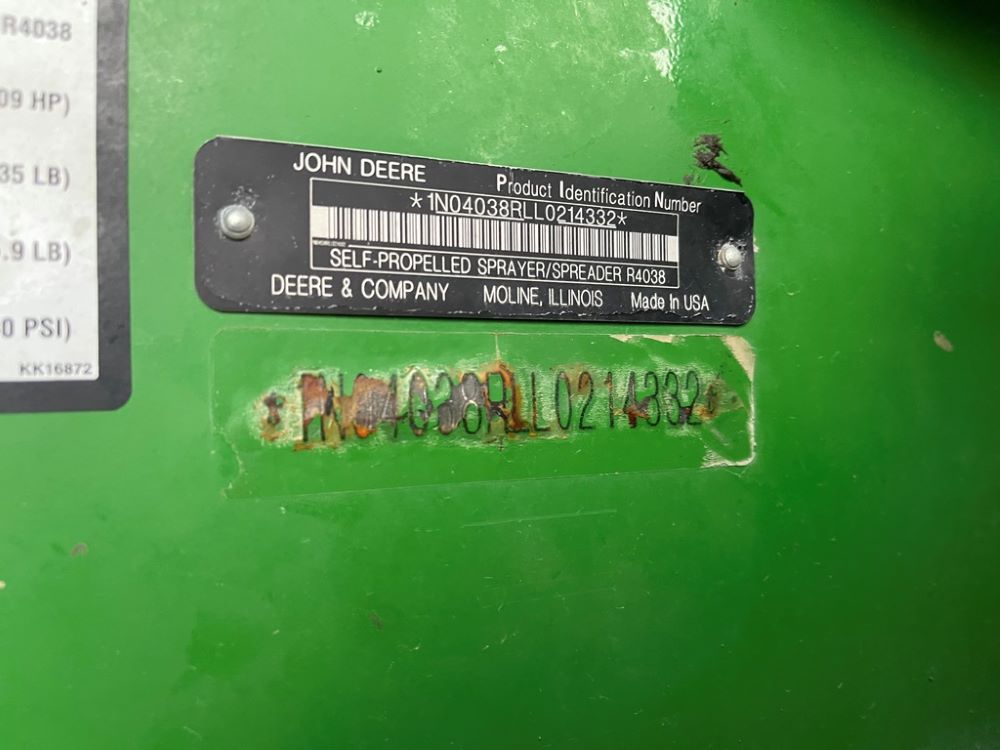 R4038
09 HP)
35 LB)
.9 LB)
0 PSI)
KK16872
JOHN DEERE
Product Identification Number
*1N04038RLL0214332*
SELF-PROPELLED SPRAYER/SPREADER R4038
DEERE & COMPANY MOLINE, ILLINOIS Made In USA
1N04038RLL0214332